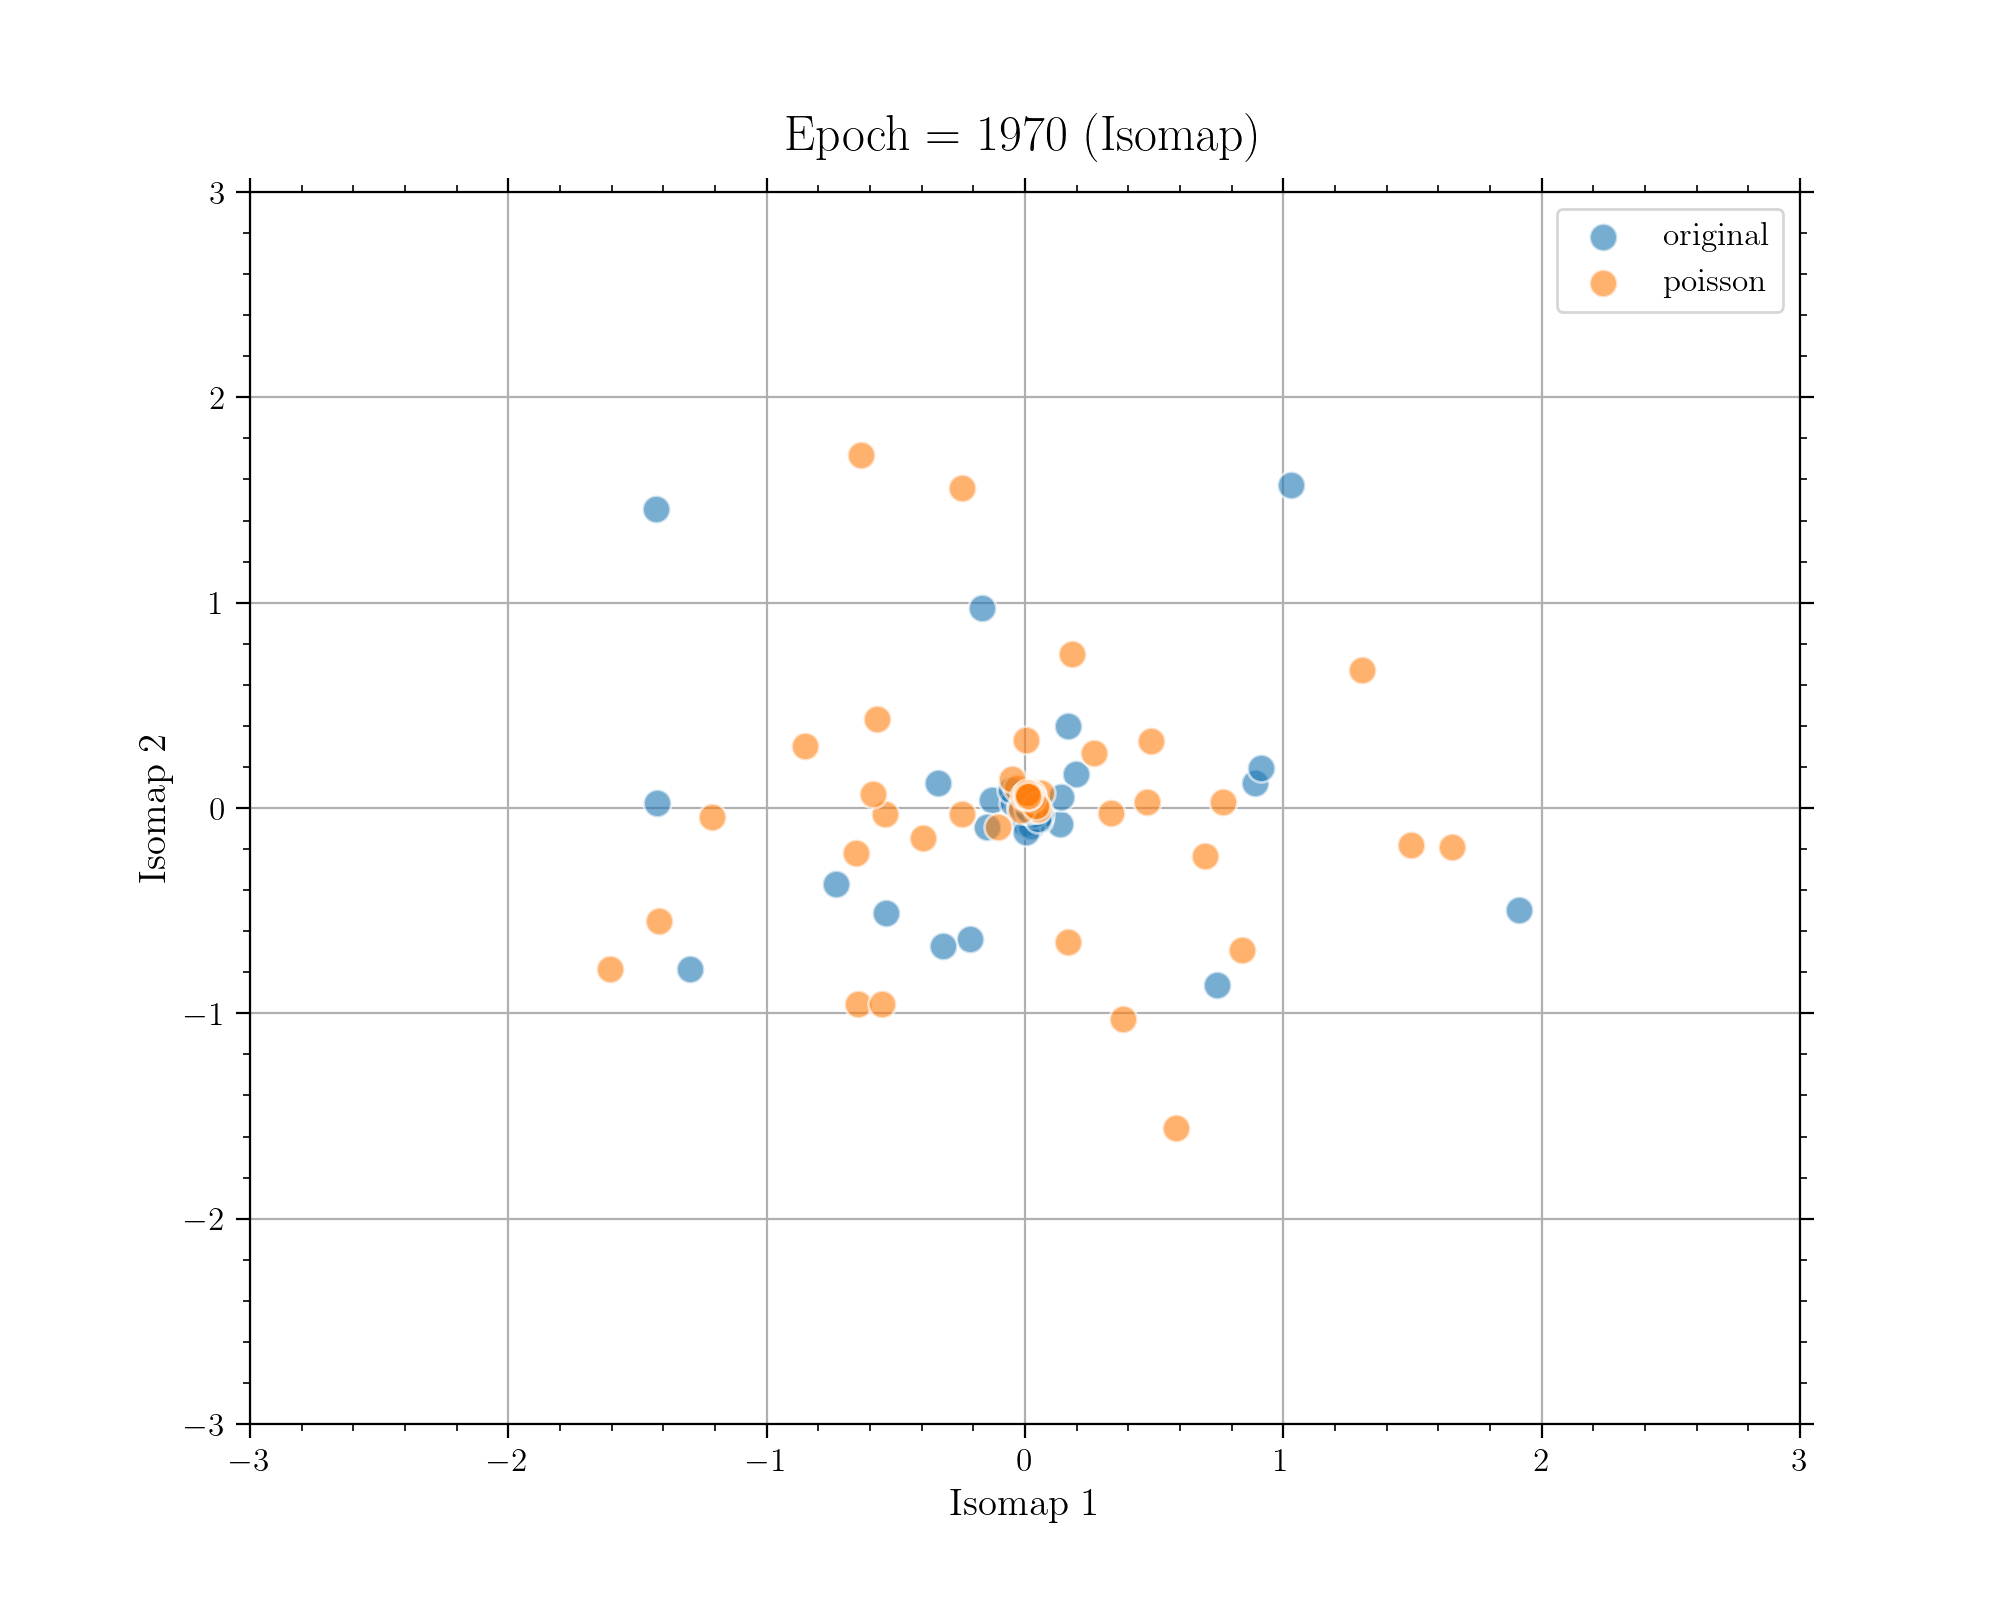 Epoch = 1970 (Isomap)
original
poisson
3
2
1
0
−1
−2
−3
Isomap 2
−3 −2 −1 0 1 2 3
Isomap 1